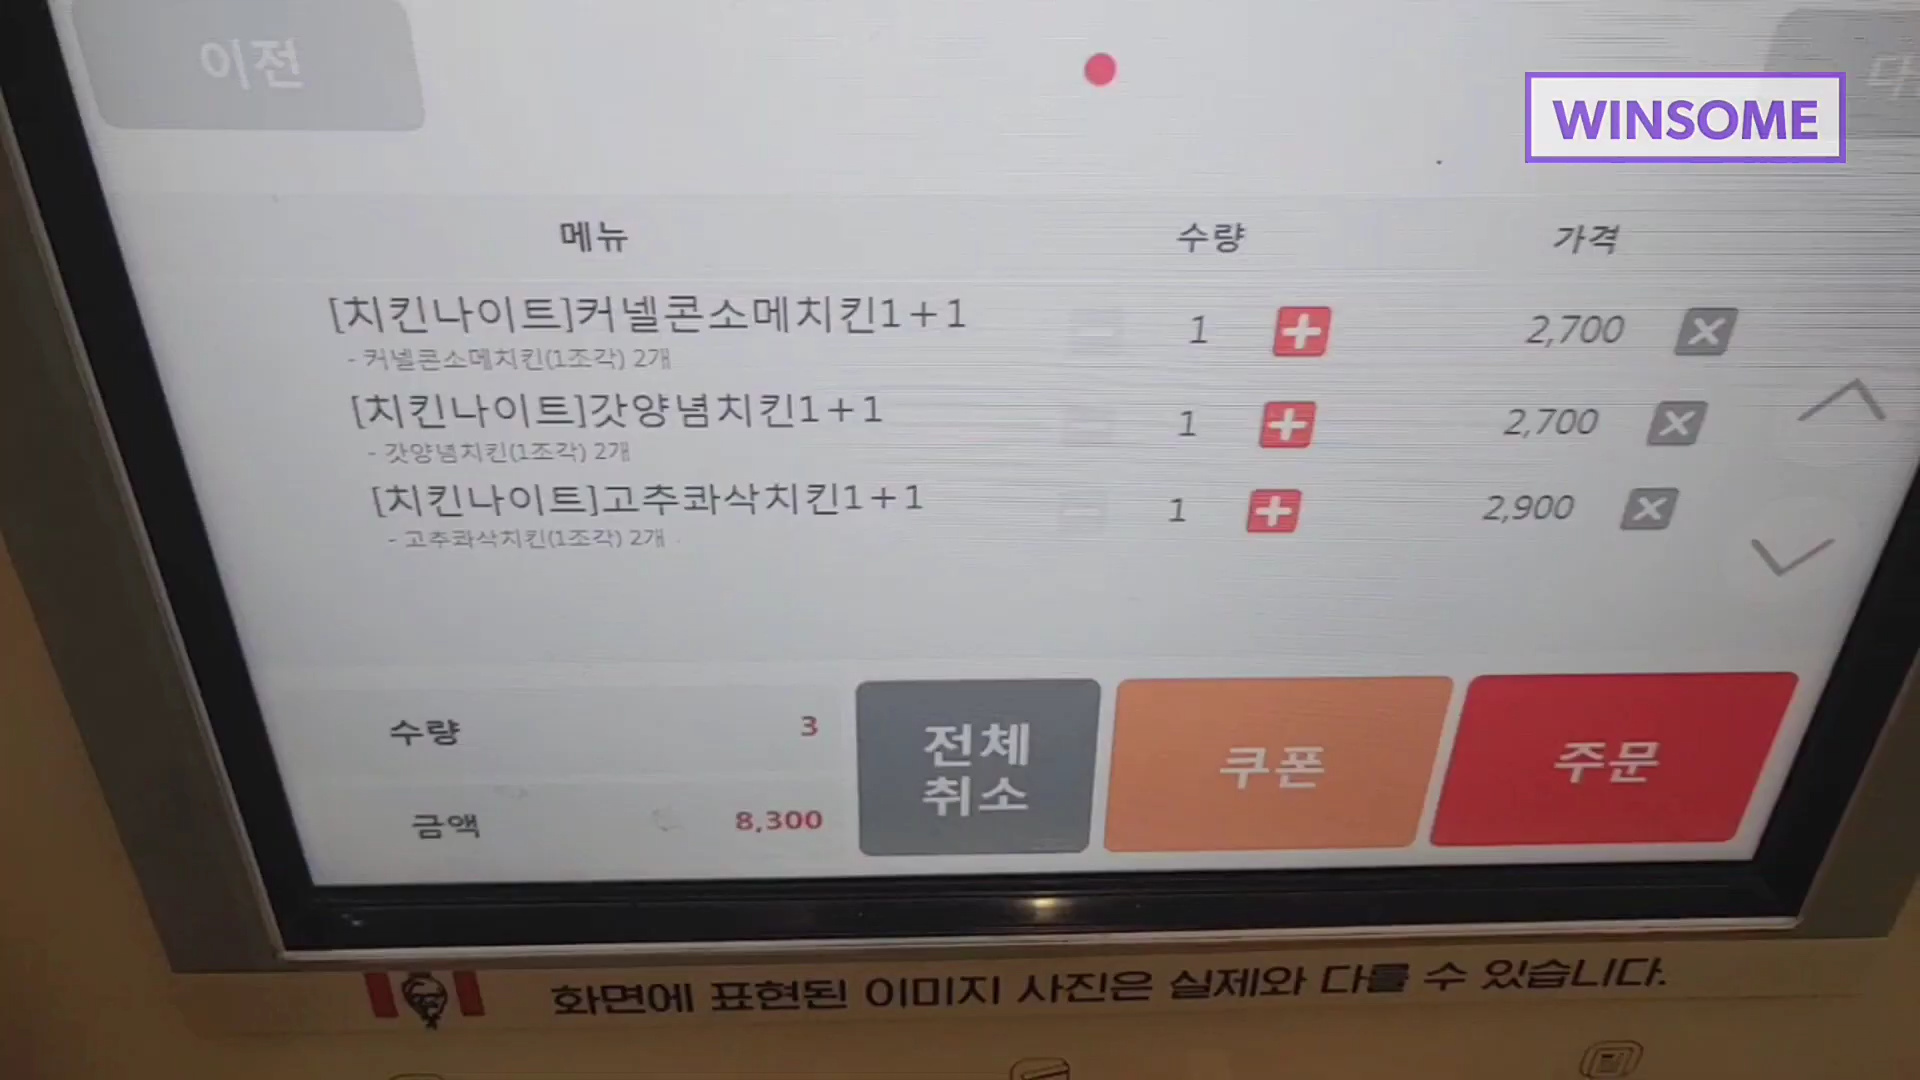 이전
WINSOME
메뉴 수량 가격
[치킨나이트]커넬콘소메치킨1+1 1 2,700
- 커넬콘소메치킨(1조각) 2개
[치킨나이트]갓양념치킨1+1 1 2,700
- 갓양념치킨(1조각) 2개
[치킨나이트]고추콰삭치킨1+1 1 2,900
- 고추콰삭치킨(1조각) 2개
수량 3
금액 8,300
전체
취소
쿠폰
주문
화면에 표현된 이미지 사진은 실제와 다를 수 있습니다.